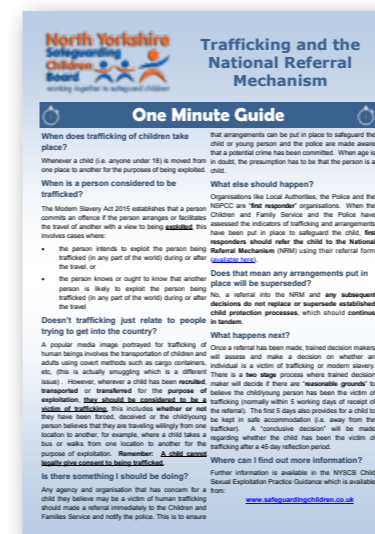 North Yorkshire
Safeguarding
Children
Board
working together to safeguard children
Trafficking and the
National Referral
Mechanism
One Minute Guide
When does trafficking of children take
place?
Whenever a child (i.e. anyone under 18) is moved from
one place to another for the purposes of being exploited.
When is a person considered to be
trafficked?
The Modern Slavery Act 2015 establishes that a person
commits an offence if the person arranges or facilitates
the travel of another with a view to being exploited, this
involves cases where:
• the person intends to exploit the person being
trafficked (in any part of the world) during or after
the travel, or
• the person knows or ought to know that another
person is likely to exploit the person being
trafficked (in any part of the world) during or after
the travel
Doesn't trafficking just relate to people
trying to get into the country?
A popular media image portrayed for trafficking of
human beings involves the transportation of children and
adults using covert methods such as cargo containers,
etc, (this is actually smuggling which is a different
issue) . However, wherever a child has been recruited,
transported or transferred for the purpose of
exploitation, they should be considered to be a
victim of trafficking, this includes whether or not
they have been forced, deceived or the child/young
person believes that they are traveling willingly from one
location to another, for example, where a child takes a
bus or walks from one location to another for the
purpose of exploitation. Remember: A child cannot
legally give consent to being trafficked.
Is there something I should be doing?
Any agency and organisation that has concern for a
child they believe may be a victim of human trafficking
should made a referral immediately to the Children and
Families Service and notify the police. This is to ensure
that arrangements can be put in place to safeguard the
child or young person and the police are made aware
that a potential crime has been committed. When age is
in doubt, the presumption has to be that the person is a
child.
What else should happen?
Organisations like Local Authorities, the Police and the
NSPCC are "first responder" organisations. When the
Children and Family Service and the Police have
assessed the indicators of trafficking and arrangements
have been put in place to safeguard the child, first
responders should refer the child to the National
Referral Mechanism (NRM) using their referral form
(available here).
Does that mean any arrangements put in
place will be superseded?
No, a referral into the NRM and any subsequent
decisions do not replace or supersede established
child protection processes, which should continue
in tandem.
What happens next?
Once a referral has been made, trained decision makers
will assess and make a decision on whether an
individual is a victim of trafficking or modern slavery.
There is a two stage process where trained decision
maker will decide if there are "reasonable grounds" to
believe the child/young person has been the victim of
trafficking (normally within 5 working days of receipt of
the referral). The first 5 days also provides for a child to
be kept in safe accommodation (i.e. away from the
trafficker). A "conclusive decision" will be made
regarding whether the child has been the victim of
trafficking after a 45 day reflection period.
Where can I find out more information?
Further information is available in the NYSCB Child
Sexual Exploitation Practice Guidance which is available
from:
www.safeguardingchildren.co.uk